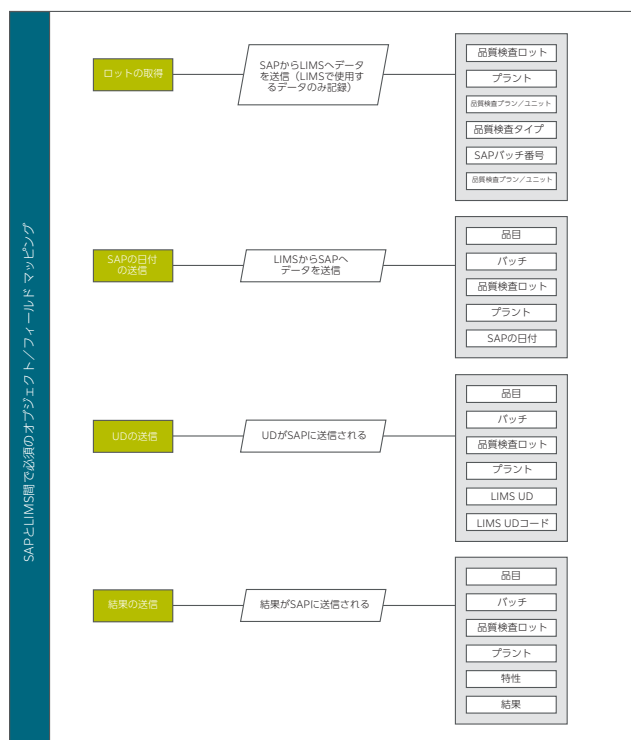 SAPとLIMS間で必須のオブジェクト／フィールド マッピング
ロットの取得
SAPからLIMSへデータ
を送信（LIMSで使用す
るデータのみ記録）
品質検査ロット
プラント
品質検査プラン／ユニット
品質検査タイプ
SAPバッチ番号
品質検査プラン／ユニット
SAPの日付
の送信
LIMSからSAPへ
データを送信
品目
バッチ
品質検査ロット
プラント
SAPの日付
UDの送信
UDがSAPに送信される
品目
バッチ
品質検査ロット
プラント
LIMS UD
LIMS UDコード
結果の送信
結果がSAPに送信される
品目
バッチ
品質検査ロット
プラント
特性
結果